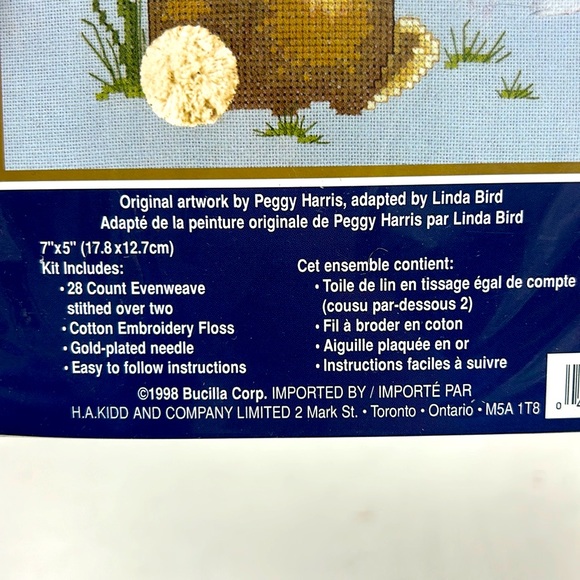 Original artwork by Peggy Harris, adapted by Linda Bird
Adapté de la peinture originale de Peggy Harris par Linda Bird
7"x5" (17.8 x12.7cm)
Kit Includes:
• 28 Count Evenweave
stithed over two
• Cotton Embroidery Floss
• Gold-plated needle
• Easy to follow instructions
Cet ensemble contient:
• Toile de lin en tissage égal de compte
(cousu par-dessous 2)
• Fil à broder en coton
• Aiguille plaquée en or
• Instructions faciles à suivre
©1998 Bucilla Corp. IMPORTED BY / IMPORTÉ PAR
H.A.KIDD AND COMPANY LIMITED 2 Mark St. • Toronto • Ontario • M5A 1T8
0